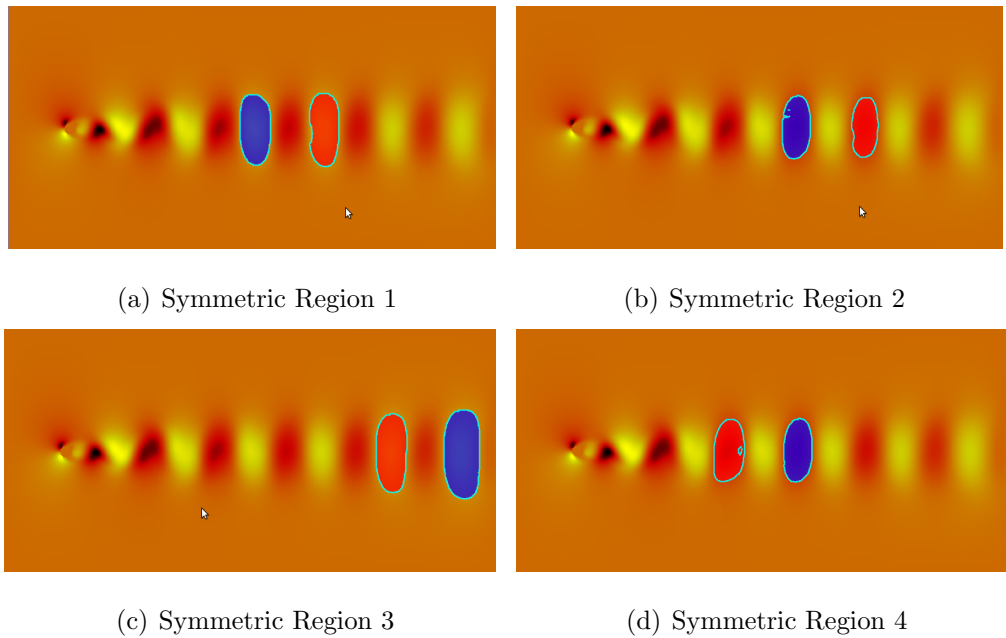 (a) Symmetric Region 1
(b) Symmetric Region 2
(c) Symmetric Region 3
(d) Symmetric Region 4